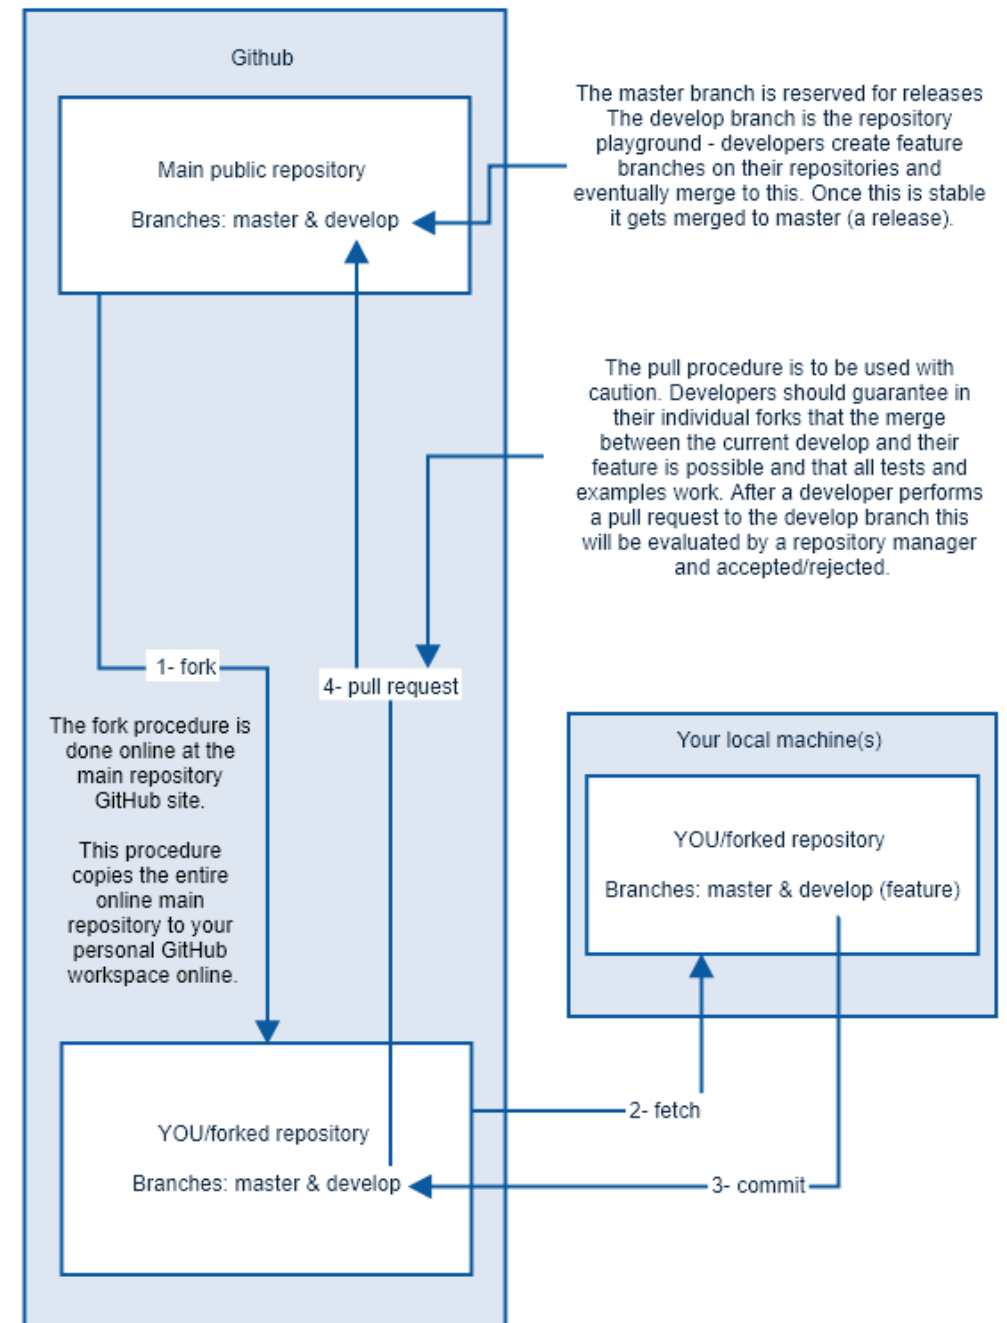 Github
Main public repository
Branches: master & develop
The master branch is reserved for releases
The develop branch is the repository
playground - developers create feature
branches on their repositories and
eventually merge to this. Once this is stable
it gets merged to master (a release).
The pull procedure is to be used with
caution. Developers should guarantee in
their individual forks that the merge
between the current develop and their
feature is possible and that all tests and
examples work. After a developer performs
a pull request to the develop branch this
will be evaluated by a repository manager
and accepted/rejected.
1- fork
4- pull request
The fork procedure is
done online at the
main repository
GitHub site.
This procedure
copies the entire
online main
repository to your
personal GitHub
workspace online.
Your local machine(s)
YOU/forked repository
Branches: master & develop (feature)
2- fetch
3- commit
YOU/forked repository
Branches: master & develop